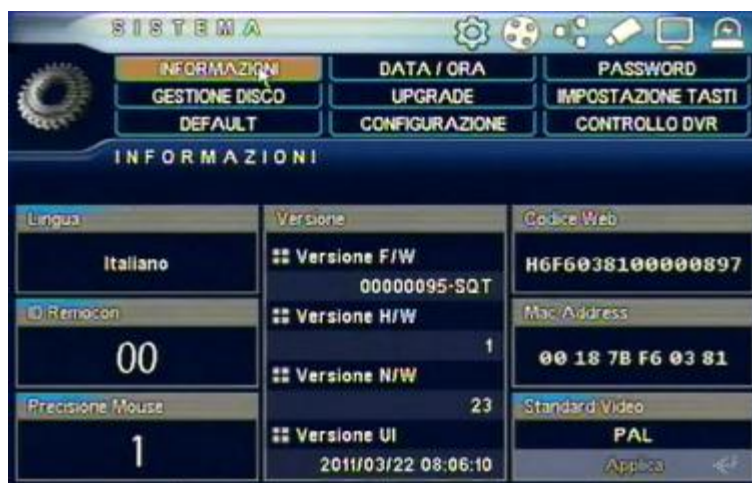 SISTEMA
INFORMAZIONI
DATA / ORA
PASSWORD
GESTIONE DISCO
UPGRADE
IMPOSTAZIONE TASTI
DEFAULT
CONFIGURAZIONE
CONTROLLO DVR
INFORMAZIONI
Lingua
Italiano
ID Remocon
00
Precisione Mouse
1
Versione
Versione F/W
00000095-SQT
Versione H/W
1
Versione N/W
23
Versione UI
2011/03/22 08:06:10
Codice Web
H6F6038100000897
Mac Address
00 18 7B F6 03 81
Standard Video
PAL
Applica